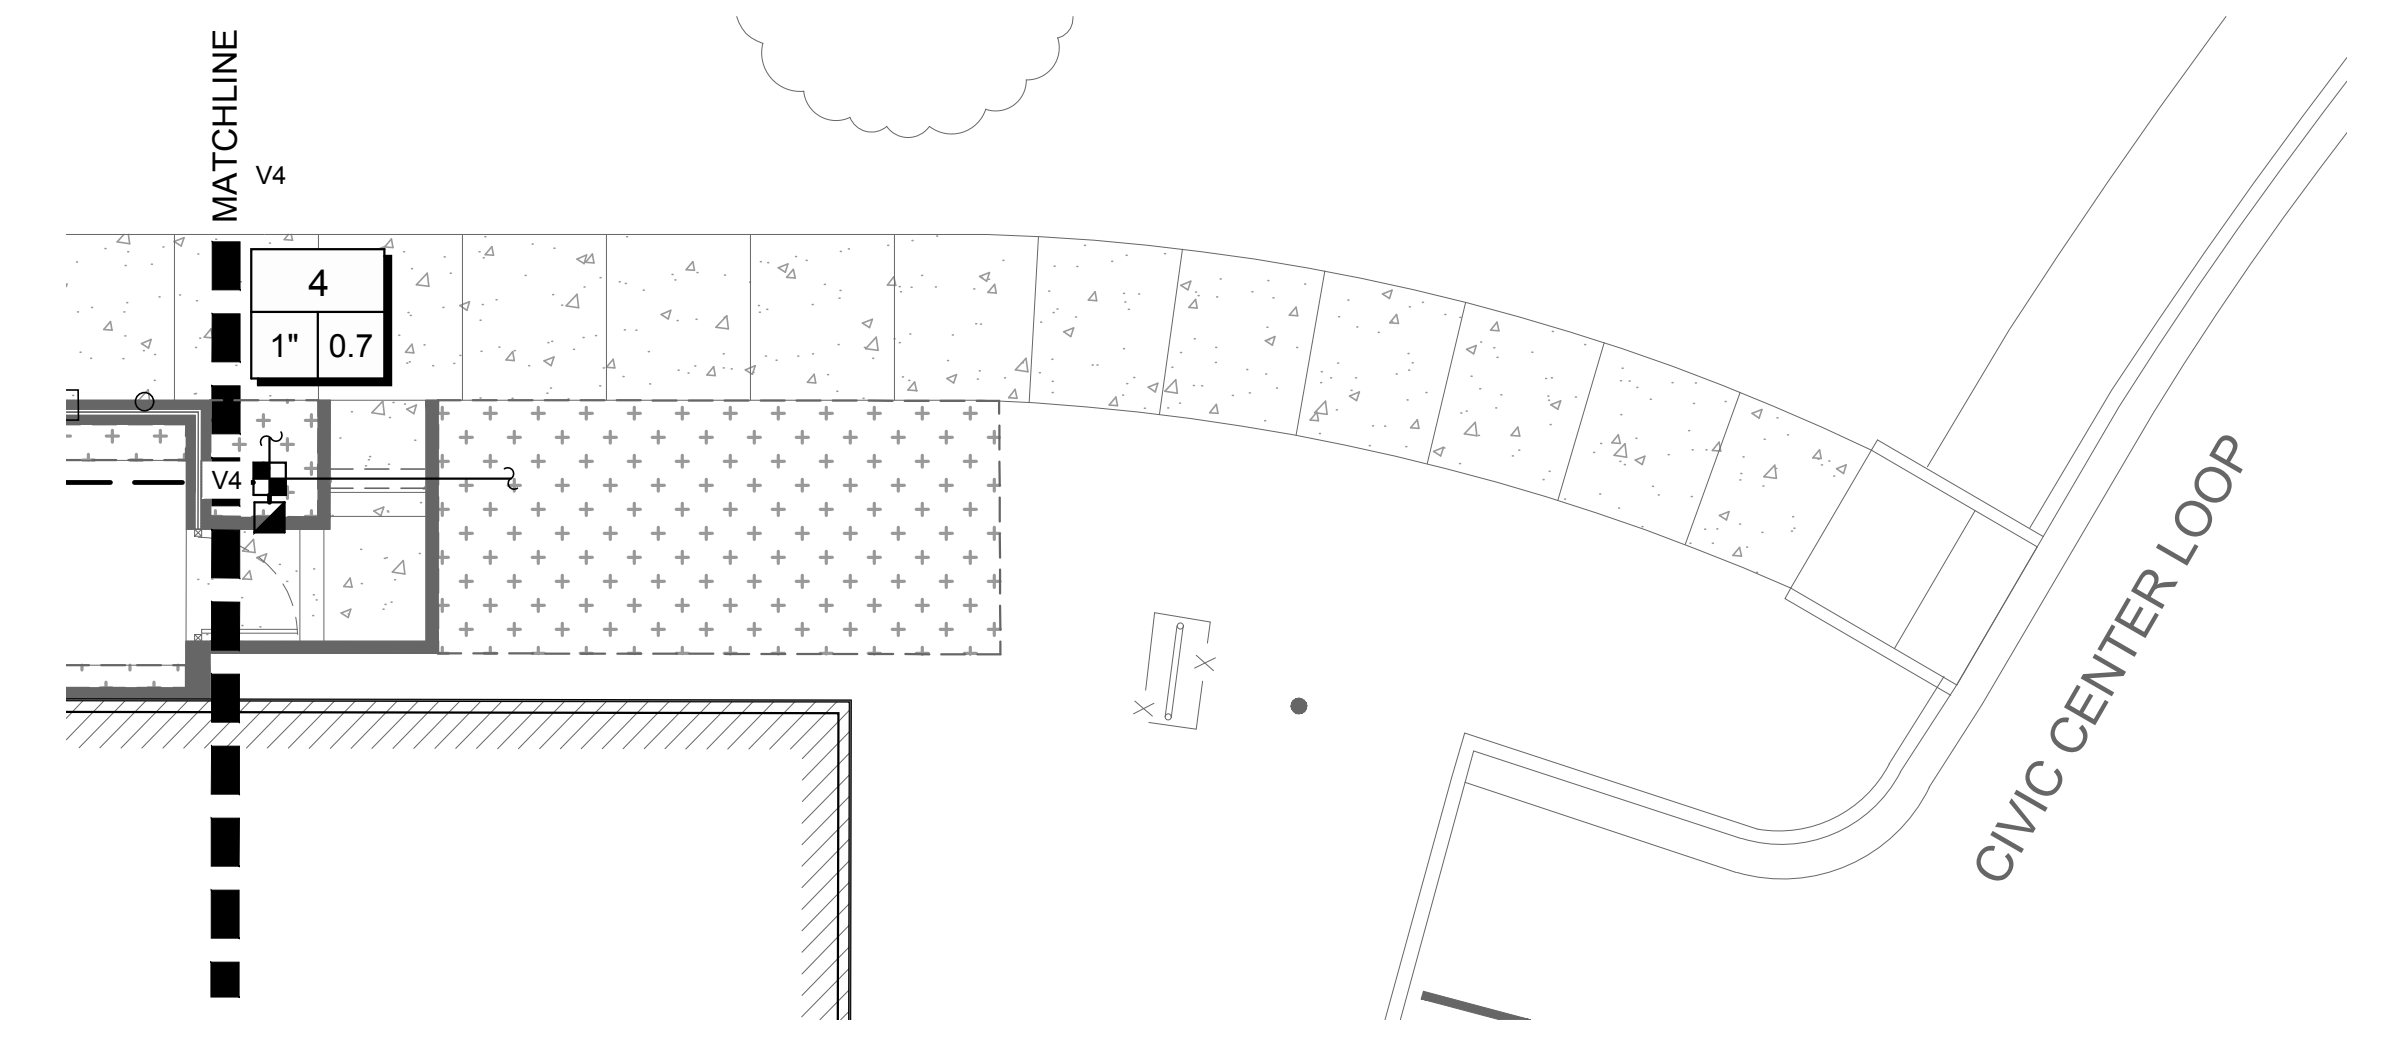 MATCHLINE
V4
4
1" 0.7
V4
CIVIC CENTER LOOP